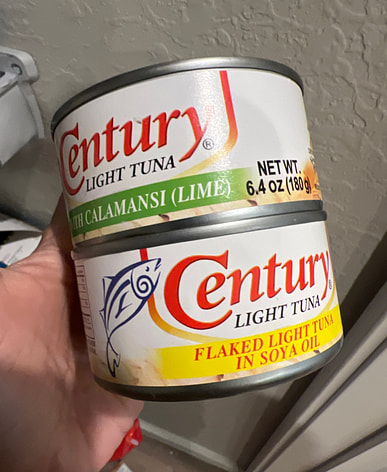 Century®
LIGHT TUNA
CALAMANSI (LIME)
NET WT.
6.4 oz (180g)
Century®
LIGHT TUNA
FLAKED LIGHT TUNA
IN SOYA OIL